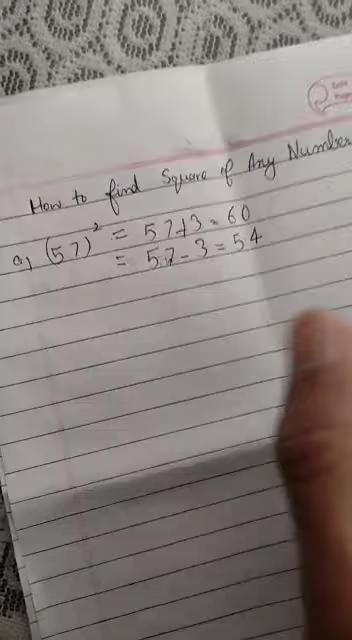 How to find Square of Any Number
a, (57)² = 57+3 = 60
= 57-3 = 54